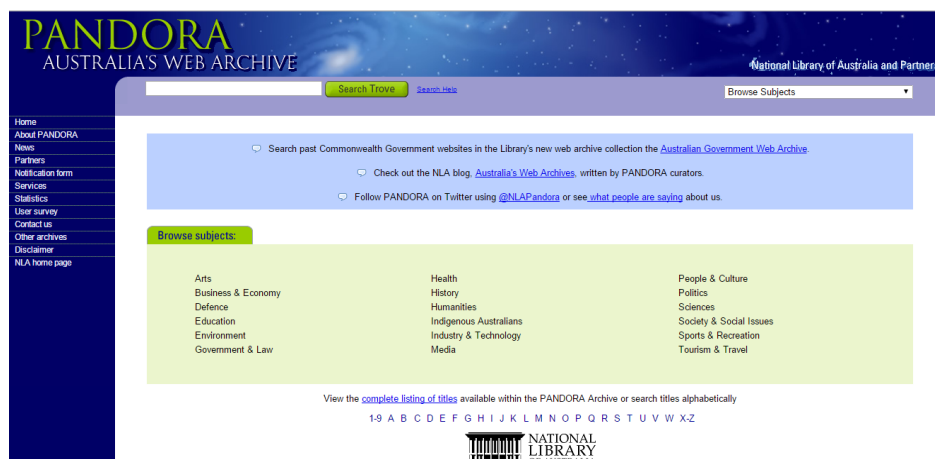 PANDORA
AUSTRALIA'S WEB ARCHIVE
National Library of Australia and Partners
Search Trove Search Help Browse Subjects
Home
About PANDORA
News
Partners
Notification form
Services
Statistics
User survey
Contact us
Other archives
Disclaimer
NLA home page
Search past Commonwealth Government websites in the Library's new web archive collection the Australian Government Web Archive.
Check out the NLA blog, Australia's Web Archives, written by PANDORA curators.
Follow PANDORA on Twitter using @NLAPandora or see what people are saying about us.
Browse subjects:
Arts Health People & Culture
Business & Economy History Politics
Defence Humanities Sciences
Education Indigenous Australians Society & Social Issues
Environment Industry & Technology Sports & Recreation
Government & Law Media Tourism & Travel
View the complete listing of titles available within the PANDORA Archive or search titles alphabetically
1-9 A B C D E F G H I J K L M N O P Q R S T U V W X-Z
NATIONAL
LIBRARY